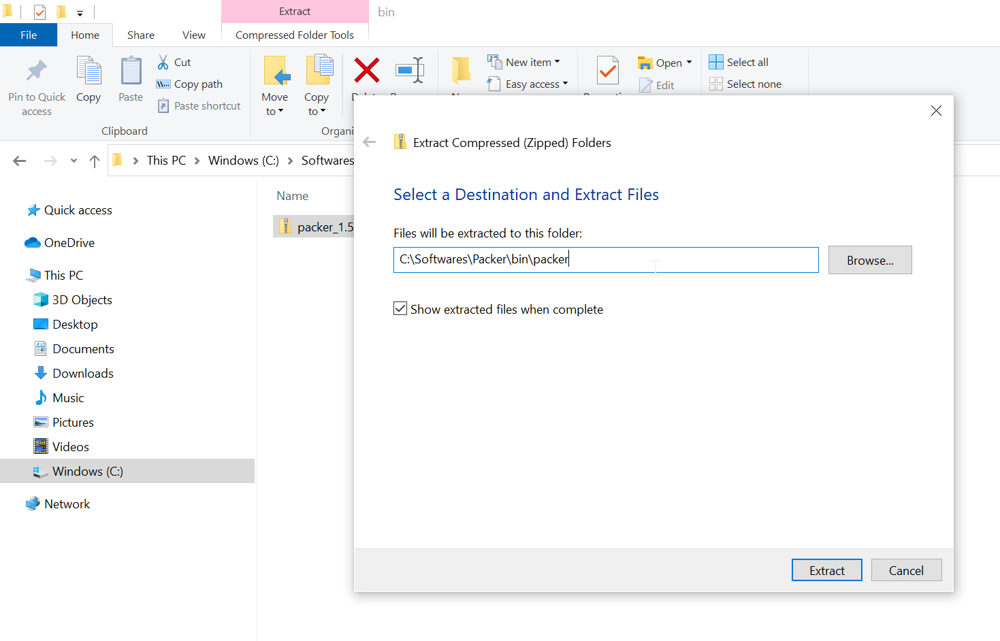 Extract
bin
File
Home
Share
View
Compressed Folder Tools
Pin to Quick
access
Copy
Paste
Cut
Copy path
Paste shortcut
Clipboard
Move
to
Copy
to
New item
Easy access
Open
Edit
Select all
Select none
This PC
Windows (C:)
Softwares
Quick access
OneDrive
This PC
3D Objects
Desktop
Documents
Downloads
Music
Pictures
Videos
Windows (C:)
Network
Name
packer_1.5
Extract Compressed (Zipped) Folders
Select a Destination and Extract Files
Files will be extracted to this folder:
C:\Softwares\Packer\bin\packer
Browse...
Show extracted files when complete
Extract
Cancel